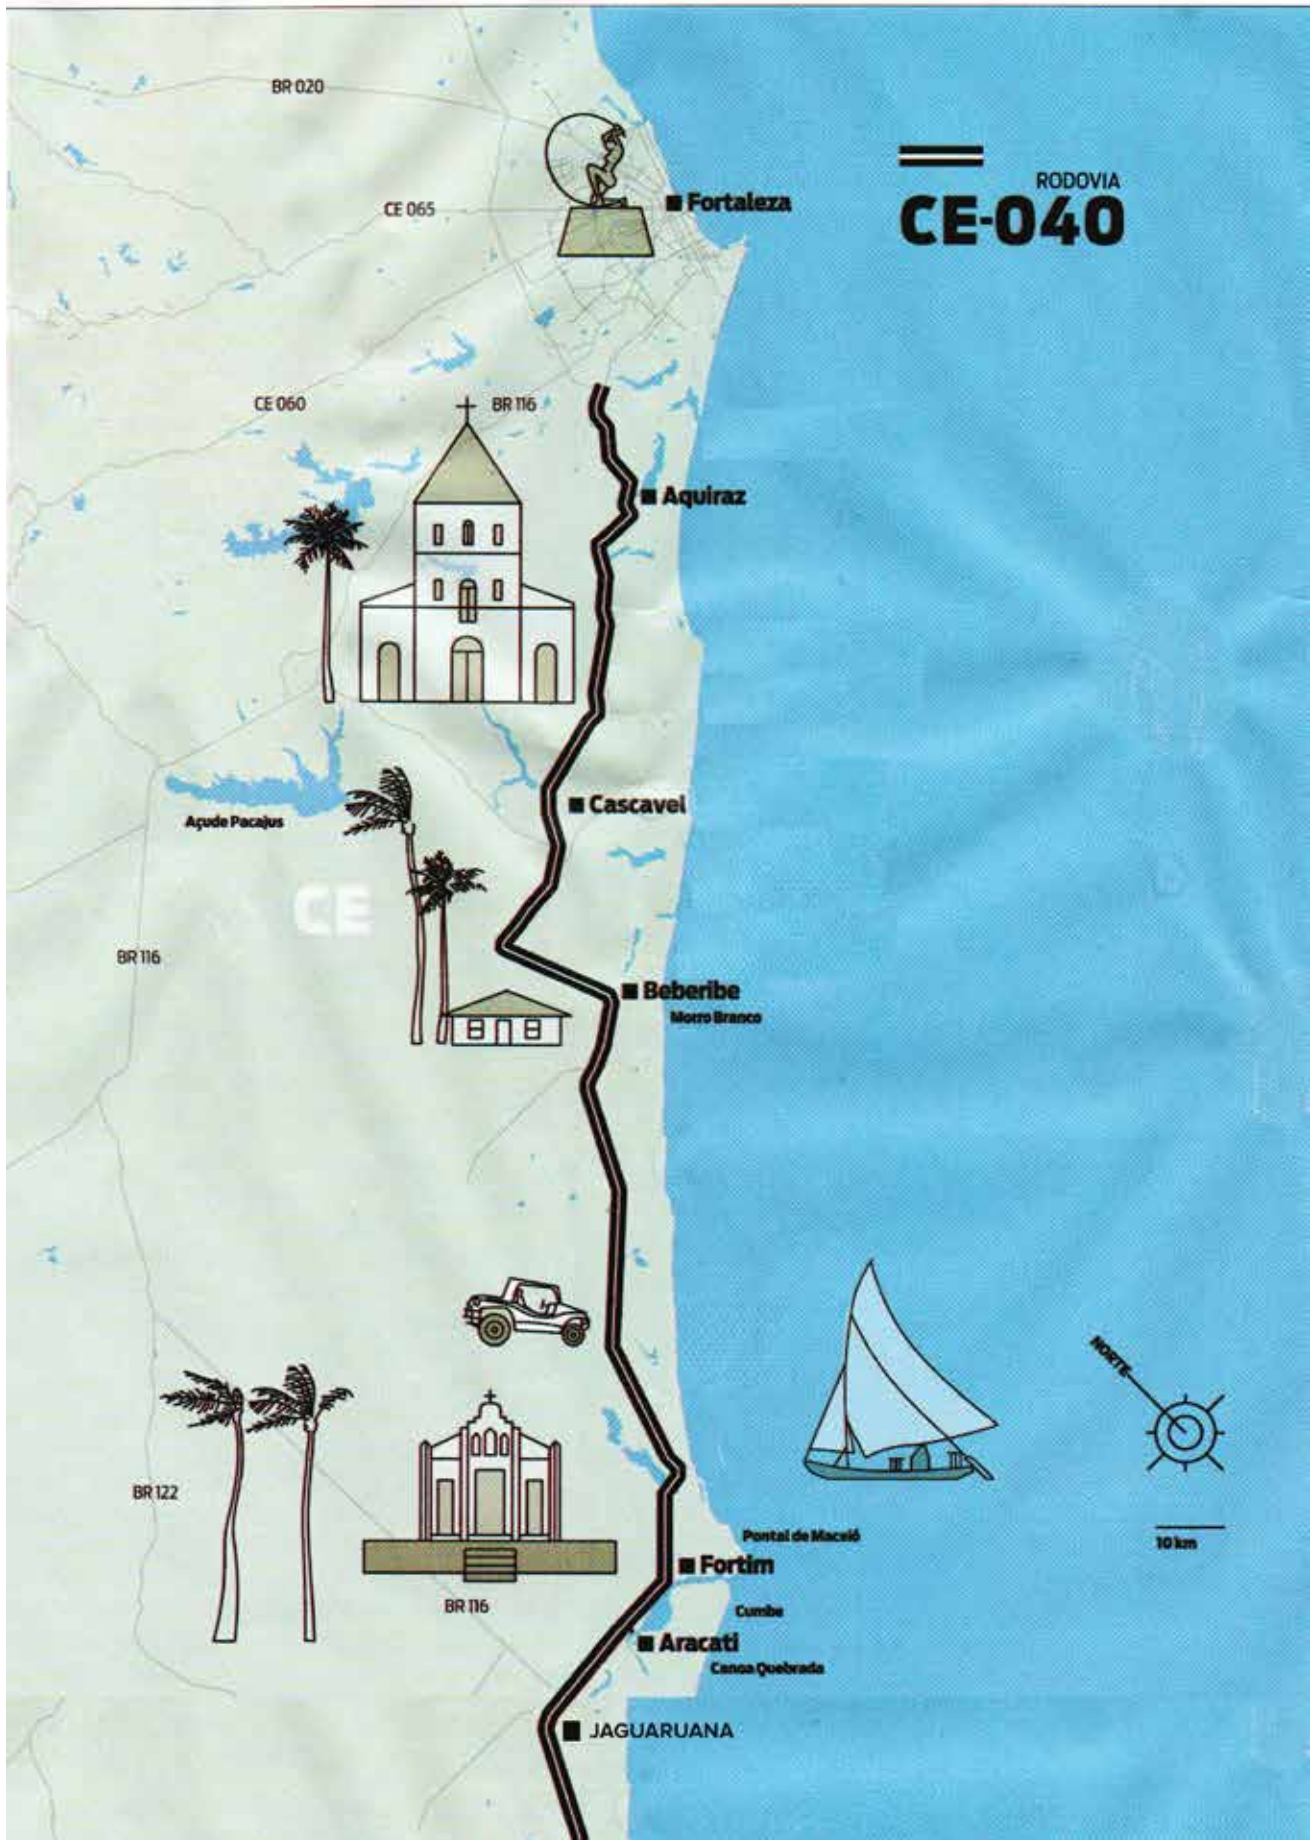 BR 020
RODOVIA
CE-040
Fortaleza
CE 065
CE 060
BR 116
Aquiraz
Cascavel
Açude Pacajus
CE
BR 116
Beberibe
Morro Branco
NORTE
BR 122
10 km
Pontal de Maceió
Fortim
BR 116
Cumbe
Aracati
Canoa Quebrada
JAGUARUANA